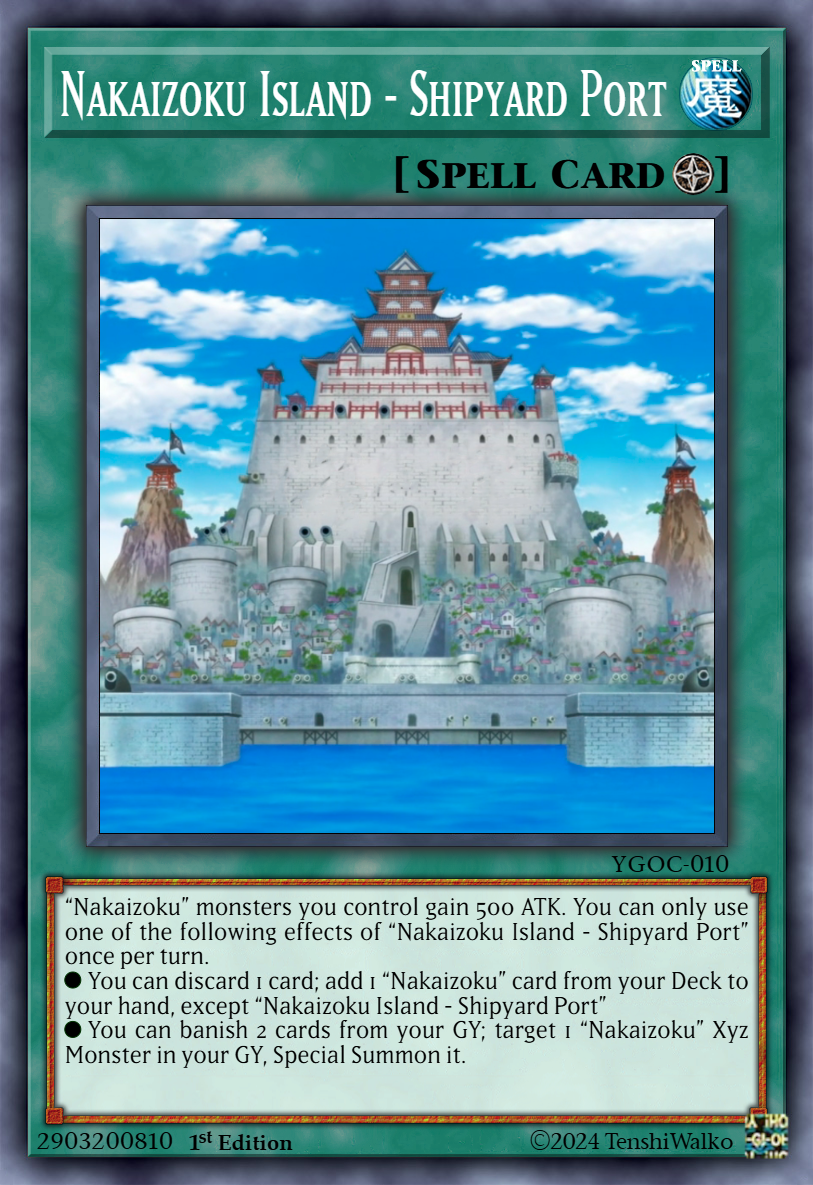 Nakaizoku Island - Shipyard Port
SPELL
魔
[Spell Card]
YGOC-010
“Nakaizoku” monsters you control gain 500 ATK. You can only use
one of the following effects of “Nakaizoku Island - Shipyard Port”
once per turn.
● You can discard 1 card; add 1 “Nakaizoku” card from your Deck to
your hand, except “Nakaizoku Island - Shipyard Port”
● You can banish 2 cards from your GY; target 1 “Nakaizoku” Xyz
Monster in your GY, Special Summon it.
2903200810 1st Edition ©2024 TenshiWalko